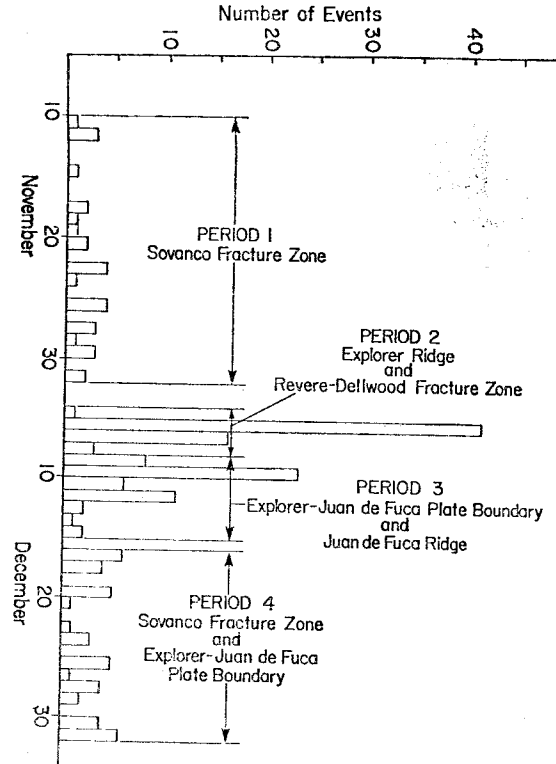 Number of Events
10
20
30
40
10
20
30
10
20
30
November
December
PERIOD 1
Sovanco Fracture Zone
PERIOD 2
Explorer Ridge
and
Revere-Dellwood Fracture Zone
PERIOD 3
Explorer-Juan de Fuca Plate Boundary
and
Juan de Fuca Ridge
PERIOD 4
Sovanco Fracture Zone
and
Explorer-Juan de Fuca
Plate Boundary